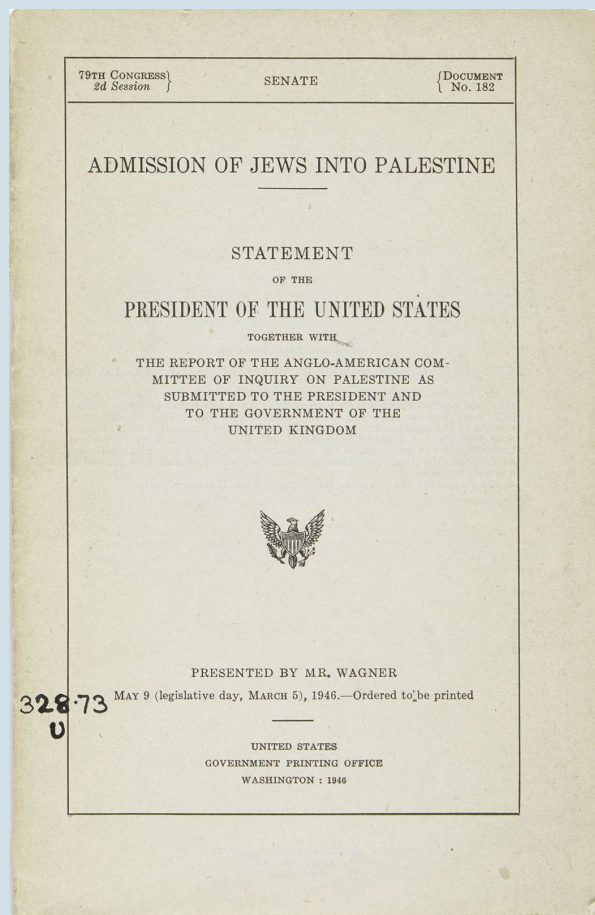 79TH CONGRESS} SENATE {DOCUMENT
2d Session } { No. 182
ADMISSION OF JEWS INTO PALESTINE
STATEMENT
OF THE
PRESIDENT OF THE UNITED STATES
TOGETHER WITH
THE REPORT OF THE ANGLO-AMERICAN COM-
MITTEE OF INQUIRY ON PALESTINE AS
SUBMITTED TO THE PRESIDENT AND
TO THE GOVERNMENT OF THE
UNITED KINGDOM
PRESENTED BY MR. WAGNER
MAY 9 (legislative day, MARCH 5), 1946.—Ordered to be printed
328.73
U
UNITED STATES
GOVERNMENT PRINTING OFFICE
WASHINGTON : 1946